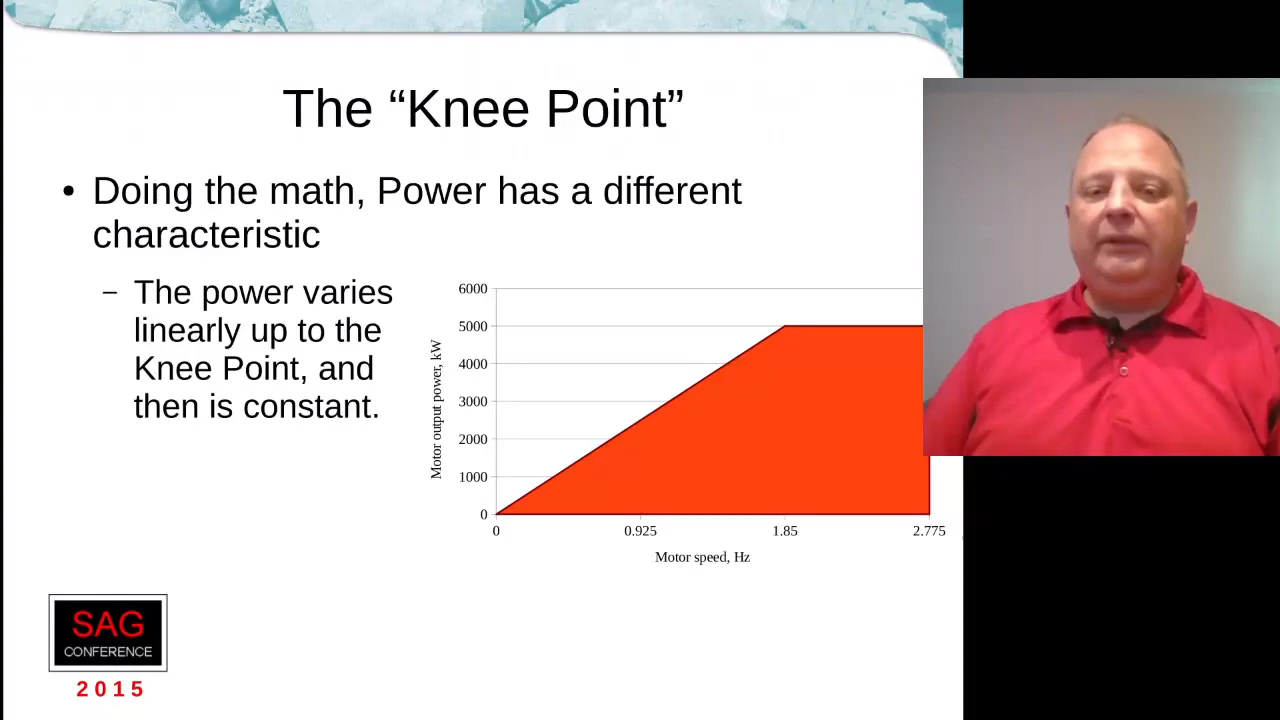 The “Knee Point”
• Doing the math, Power has a different
characteristic
– The power varies
linearly up to the
Knee Point, and
then is constant.
6000
5000
4000
3000
2000
1000
0
Motor output power, kW
0 0.925 1.85 2.775
Motor speed, Hz
SAG
CONFERENCE
2015